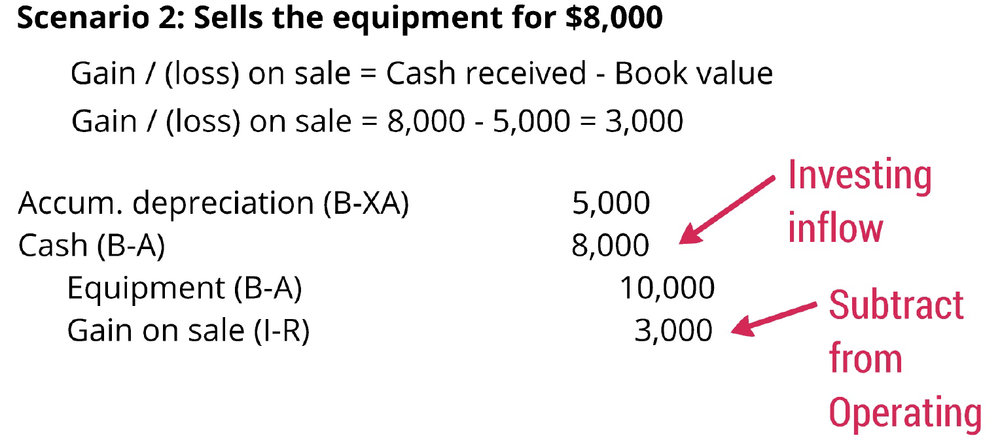 Scenario 2: Sells the equipment for $8,000
Gain / (loss) on sale = Cash received - Book value
Gain / (loss) on sale = 8,000 - 5,000 = 3,000
Accum. depreciation (B-XA) 5,000
Cash (B-A) 8,000
Equipment (B-A) 10,000
Gain on sale (I-R) 3,000
Investing
inflow
Subtract
from
Operating